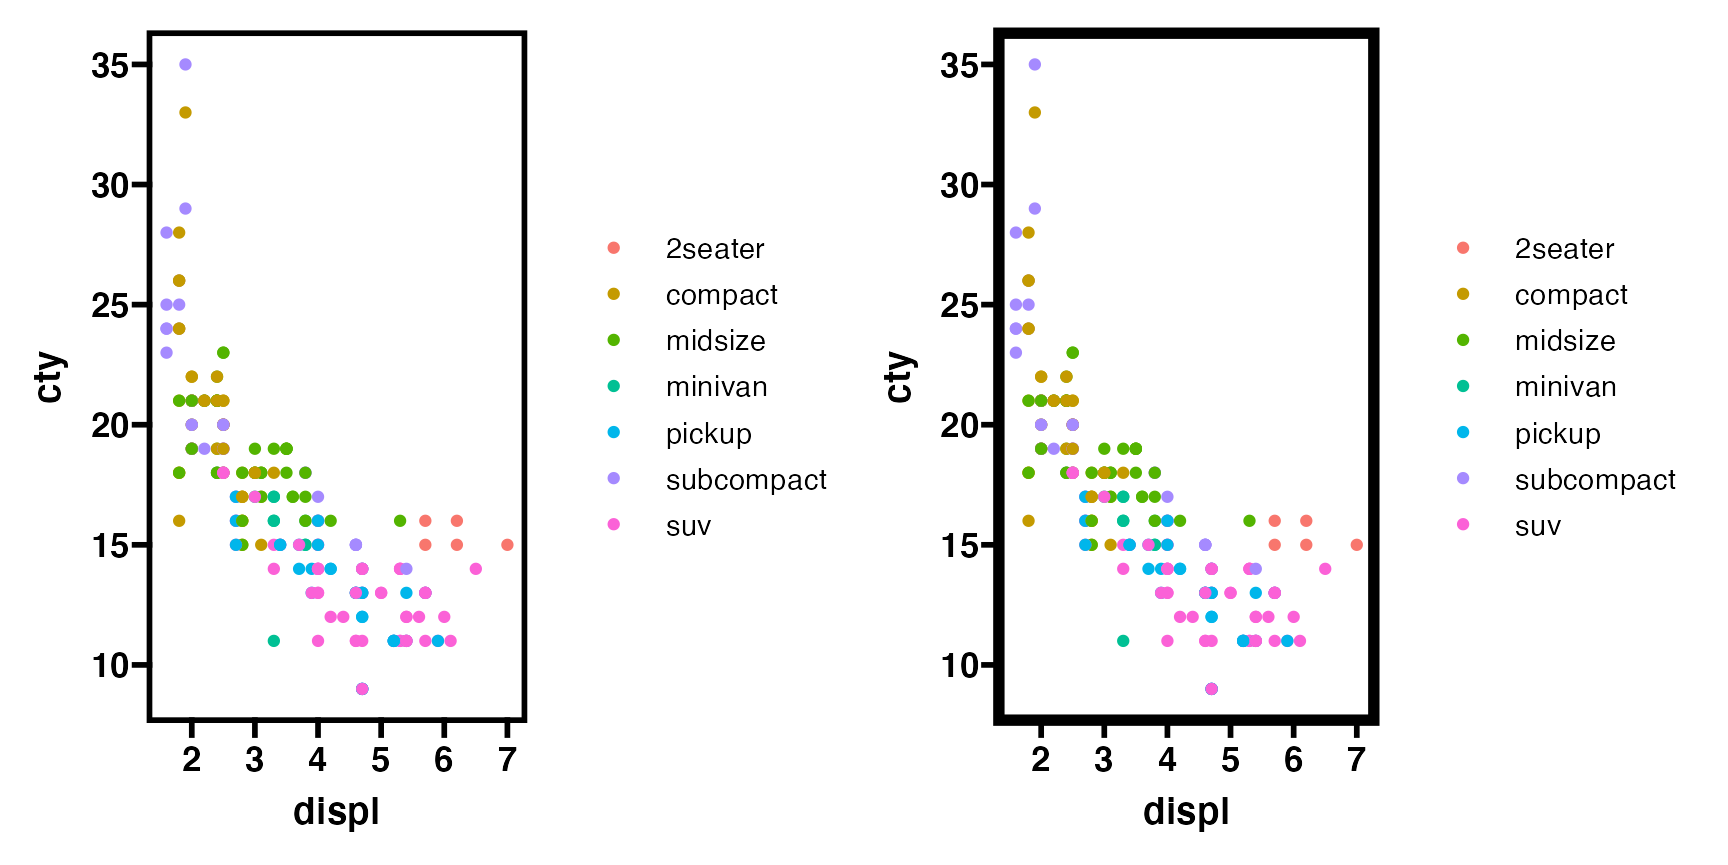 35
30
25
20
15
10
cty
2 3 4 5 6 7
displ
2seater
compact
midsize
minivan
pickup
subcompact
suv
35
30
25
20
15
10
cty
2 3 4 5 6 7
displ
2seater
compact
midsize
minivan
pickup
subcompact
suv